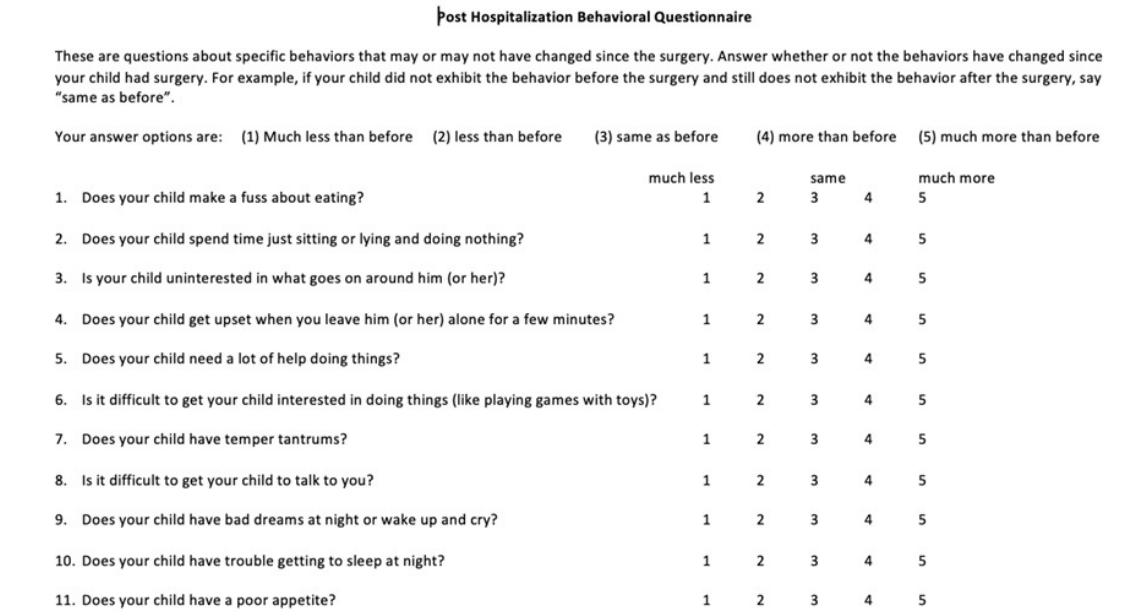 Post Hospitalization Behavioral Questionnaire
These are questions about specific behaviors that may or may not have changed since the surgery. Answer whether or not the behaviors have changed since
your child had surgery. For example, if your child did not exhibit the behavior before the surgery and still does not exhibit the behavior after the surgery, say
“same as before”.
Your answer options are: (1) Much less than before (2) less than before (3) same as before (4) more than before (5) much more than before
much less same much more
1. Does your child make a fuss about eating? 1 2 3 4 5
2. Does your child spend time just sitting or lying and doing nothing? 1 2 3 4 5
3. Is your child uninterested in what goes on around him (or her)? 1 2 3 4 5
4. Does your child get upset when you leave him (or her) alone for a few minutes? 1 2 3 4 5
5. Does your child need a lot of help doing things? 1 2 3 4 5
6. Is it difficult to get your child interested in doing things (like playing games with toys)? 1 2 3 4 5
7. Does your child have temper tantrums? 1 2 3 4 5
8. Is it difficult to get your child to talk to you? 1 2 3 4 5
9. Does your child have bad dreams at night or wake up and cry? 1 2 3 4 5
10. Does your child have trouble getting to sleep at night? 1 2 3 4 5
11. Does your child have a poor appetite? 1 2 3 4 5